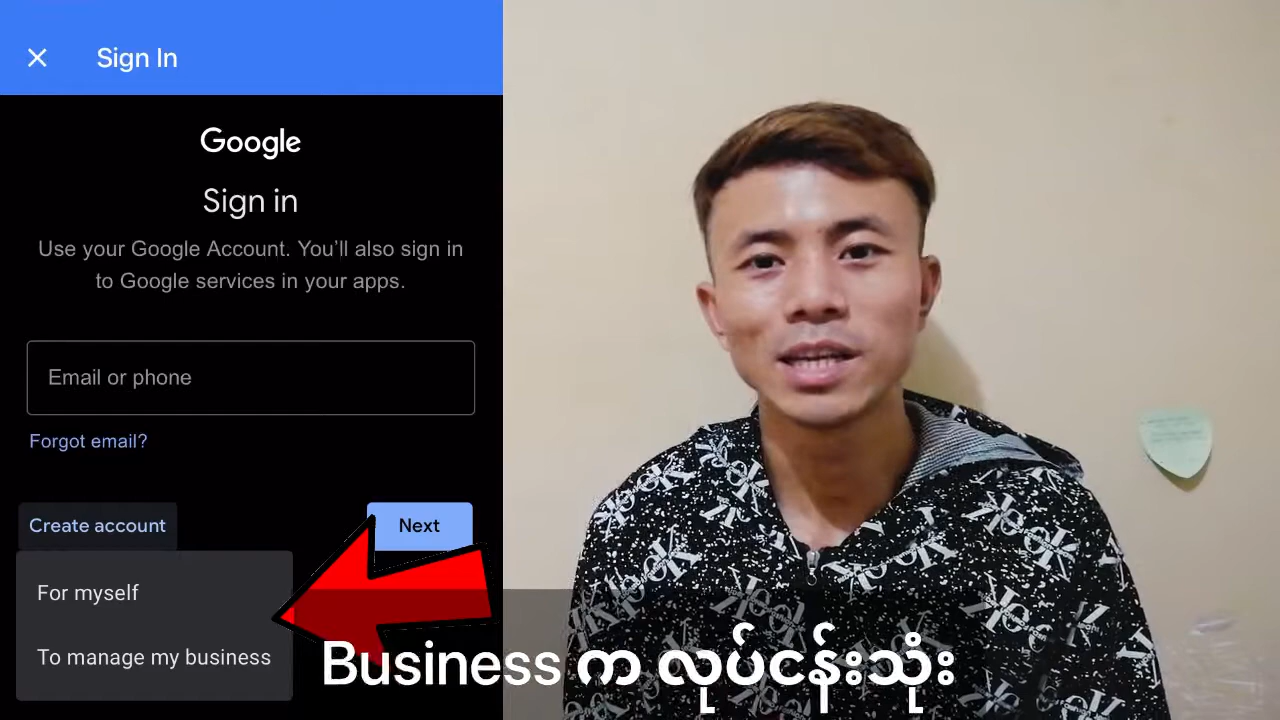 Sign In
Google
Sign in
Use your Google Account. You'll also sign in
to Google services in your apps.
Email or phone
Forgot email?
Create account
Next
For myself
To manage my business
Business က လုပ်ငန်းသုံး